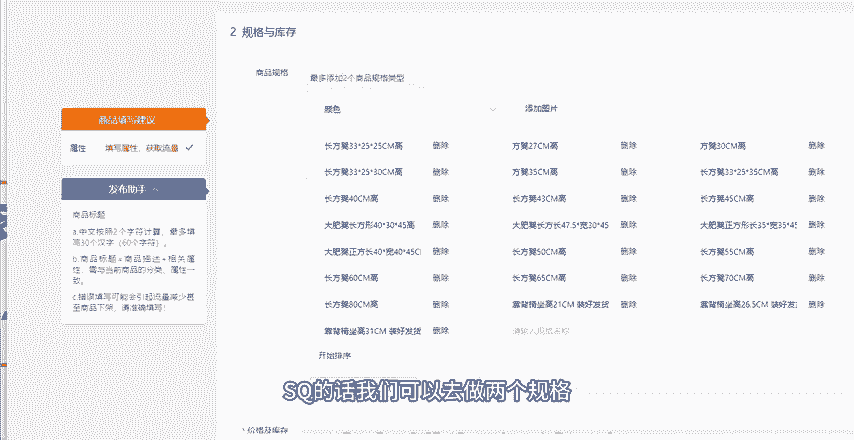 2 规格与库存
商品规格
最多添加2个商品规格类型
颜色
添加图片
商品填写建议
属性 填写属性，获取流量
发布助手
商品标题
a.中文按照2个字符计算，最多填
写30个汉字（60个字符）。
b.商品标题=商品描述+相关属
性，需与当前商品的分类、属性一
致。
c.错误填写可能会引起流量减少甚
至商品下架，请准确填写！
长方凳33*25*25CM高 删除 方凳27CM高 删除 方凳30CM高 删除
长方凳33*25*30CM高 删除 方凳35CM高 删除 长方凳33*25*35CM高 删除
长方凳40CM高 删除 长方凳43CM高 删除 长方凳45CM高 删除
大肥凳长方形40*30*45高 删除 大肥凳长方长47.5*宽30*45 删除 大肥凳正方形长35*宽35*45 删除
大肥凳正方长40*宽40*45C 删除 长方凳50CM高 删除 长方凳55CM高 删除
长方凳60CM高 删除 长方凳65CM高 删除 长方凳70CM高 删除
长方凳80CM高 删除 靠背椅坐高21CM 装好发货 删除 靠背椅坐高26.5CM 装好发 删除
靠背椅坐高31CM 装好发货 删除 请输入规格名称
开始排序
SQ的话我们可以去做两个规格
价格及库存